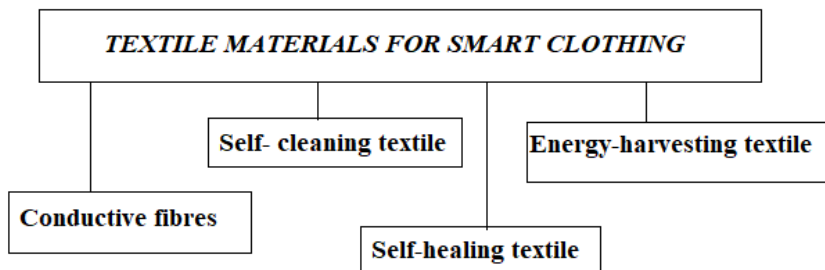 TEXTILE MATERIALS FOR SMART CLOTHING
Self- cleaning textile
Energy-harvesting textile
Conductive fibres
Self-healing textile